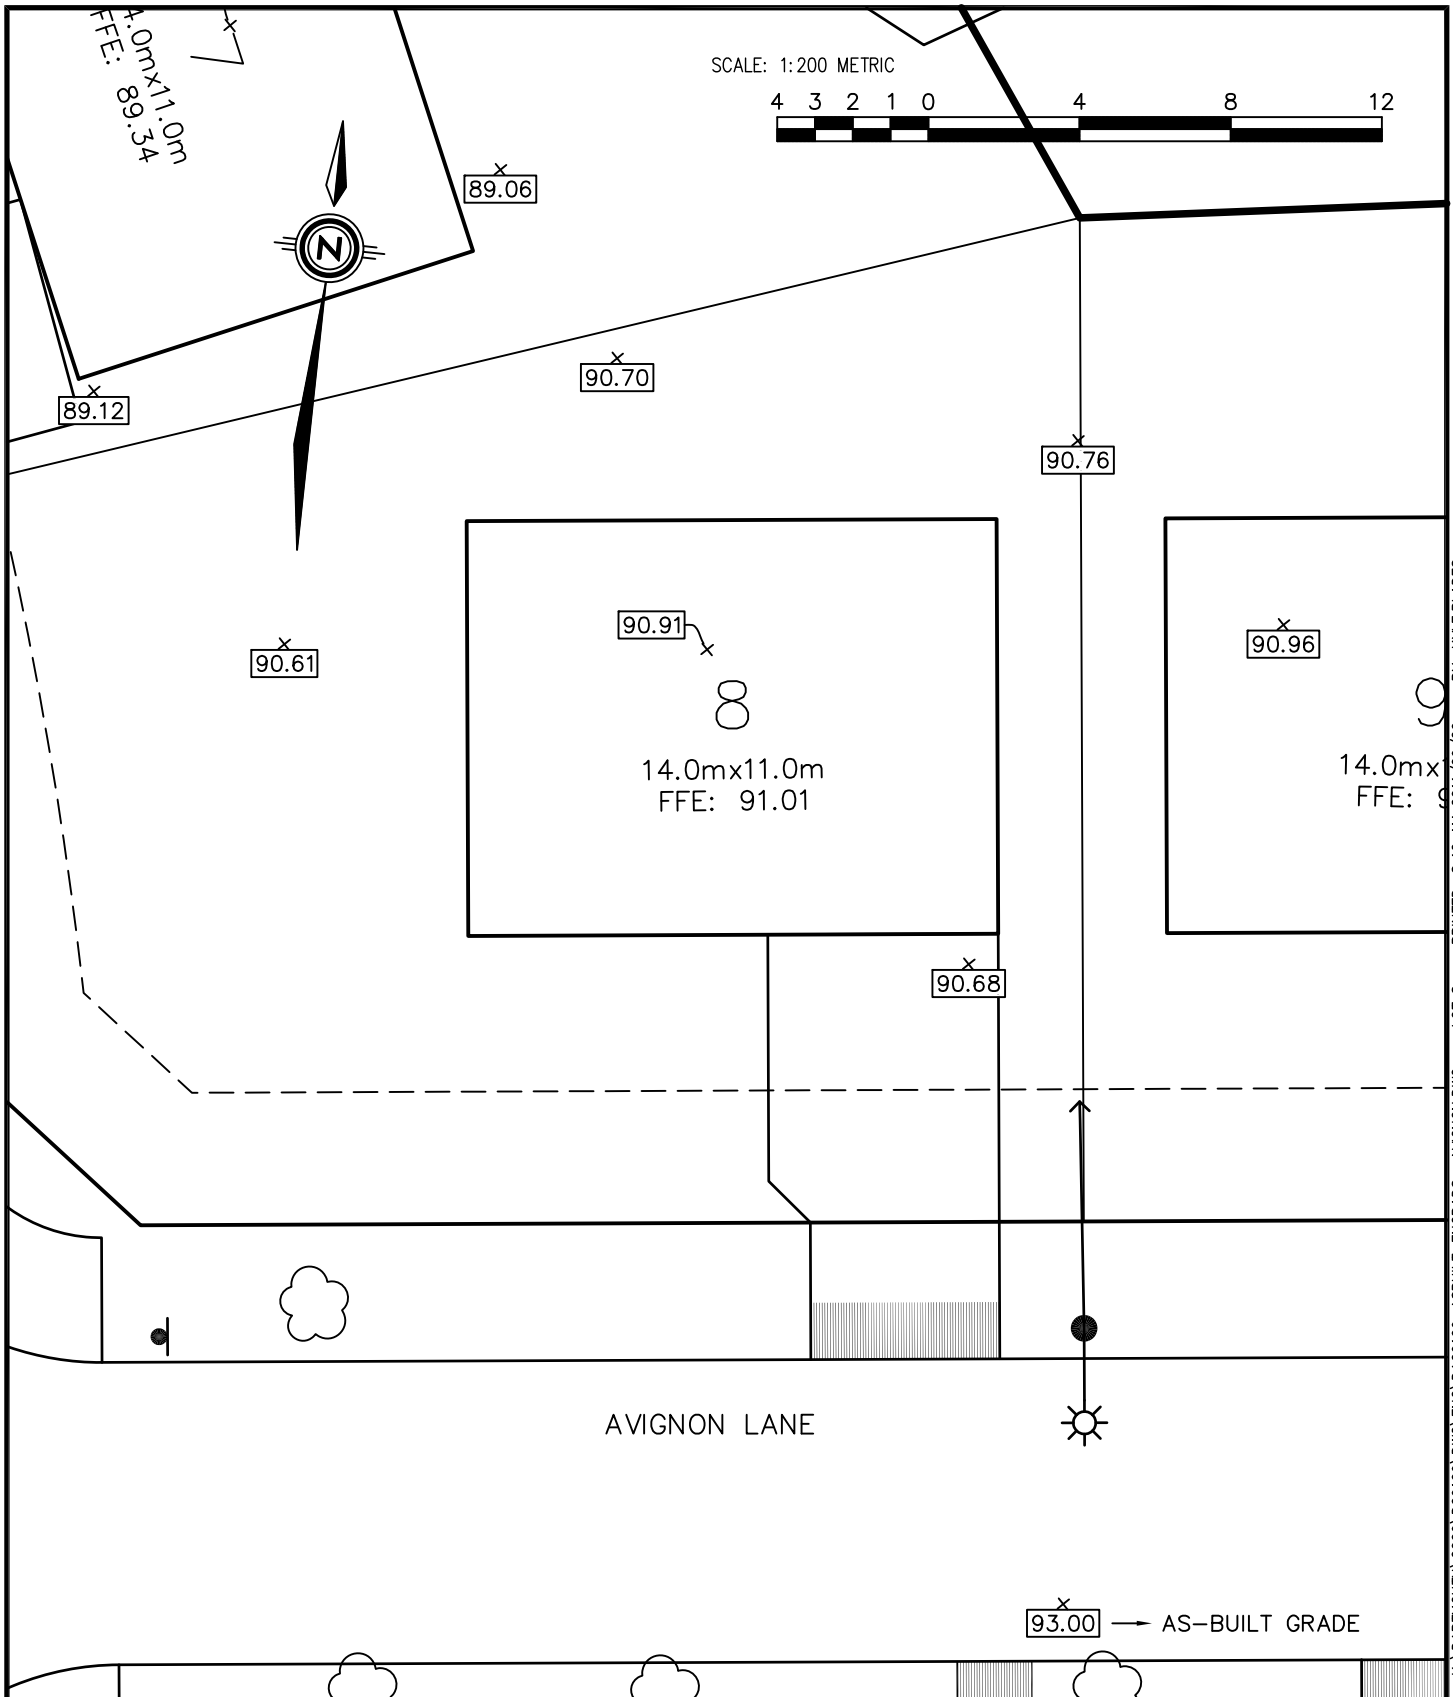 4.0mx11.0m
FFE: 89.34
SCALE: 1:200 METRIC
4 3 2 1 0 4 8 12
89.06
N
90.70
89.12
90.76
90.91
90.61
90.96
8
9
14.0mx11.0m
FFE: 91.01
14.0mx
FFE:
90.68
AVIGNON LANE
93.00 AS-BUILT GRADE